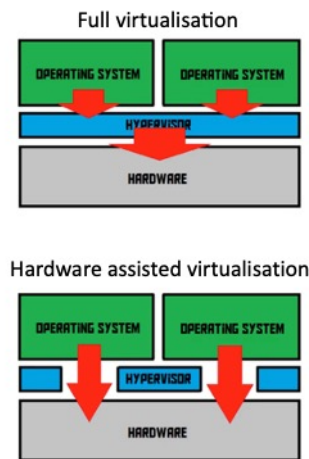 Full virtualisation
OPERATING SYSTEM OPERATING SYSTEM
HYPERVISOR
HARDWARE
Hardware assisted virtualisation
OPERATING SYSTEM OPERATING SYSTEM
HYPERVISOR
HARDWARE